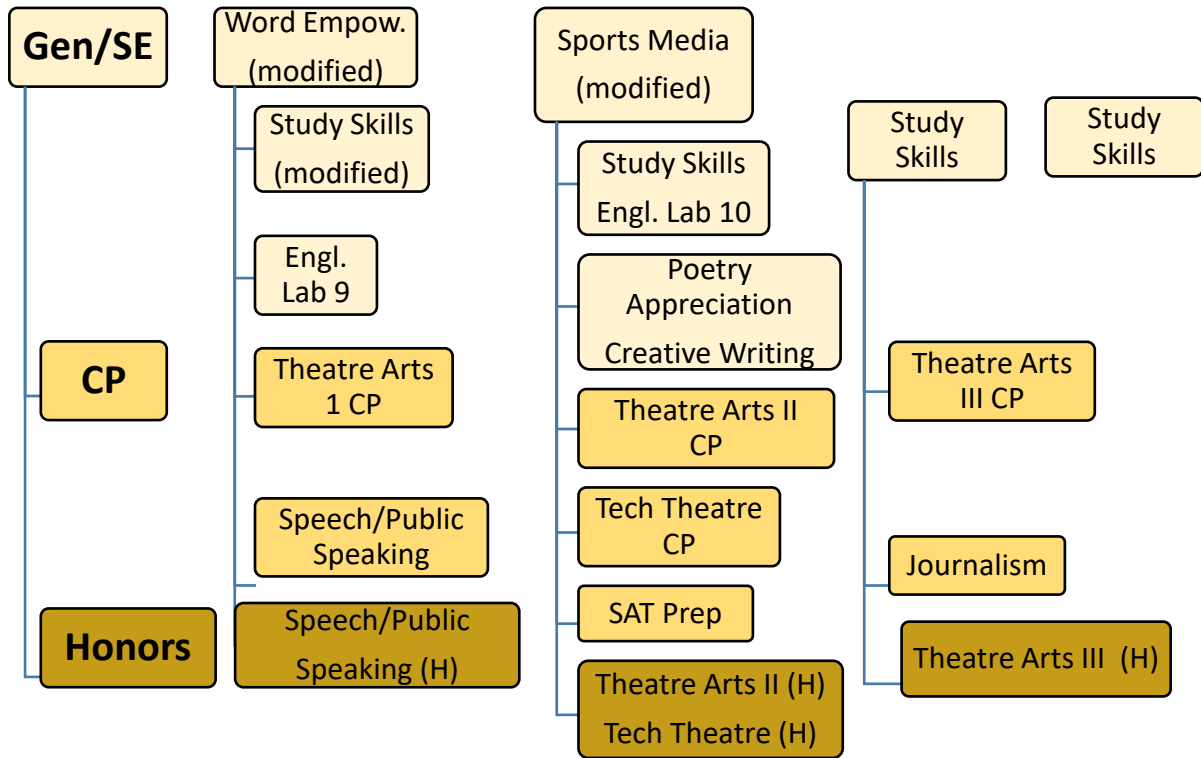 Gen/SE
CP
Honors
Word Empow.
(modified)
Study Skills
(modified)
Engl.
Lab 9
Theatre Arts
1 CP
Speech/Public
Speaking
Speech/Public
Speaking (H)
Sports Media
(modified)
Study Skills
Engl. Lab 10
Poetry
Appreciation
Creative Writing
Theatre Arts II
CP
Tech Theatre
CP
SAT Prep
Theatre Arts II (H)
Tech Theatre (H)
Study
Skills
Theatre Arts
III CP
Journalism
Theatre Arts III (H)
Study
Skills